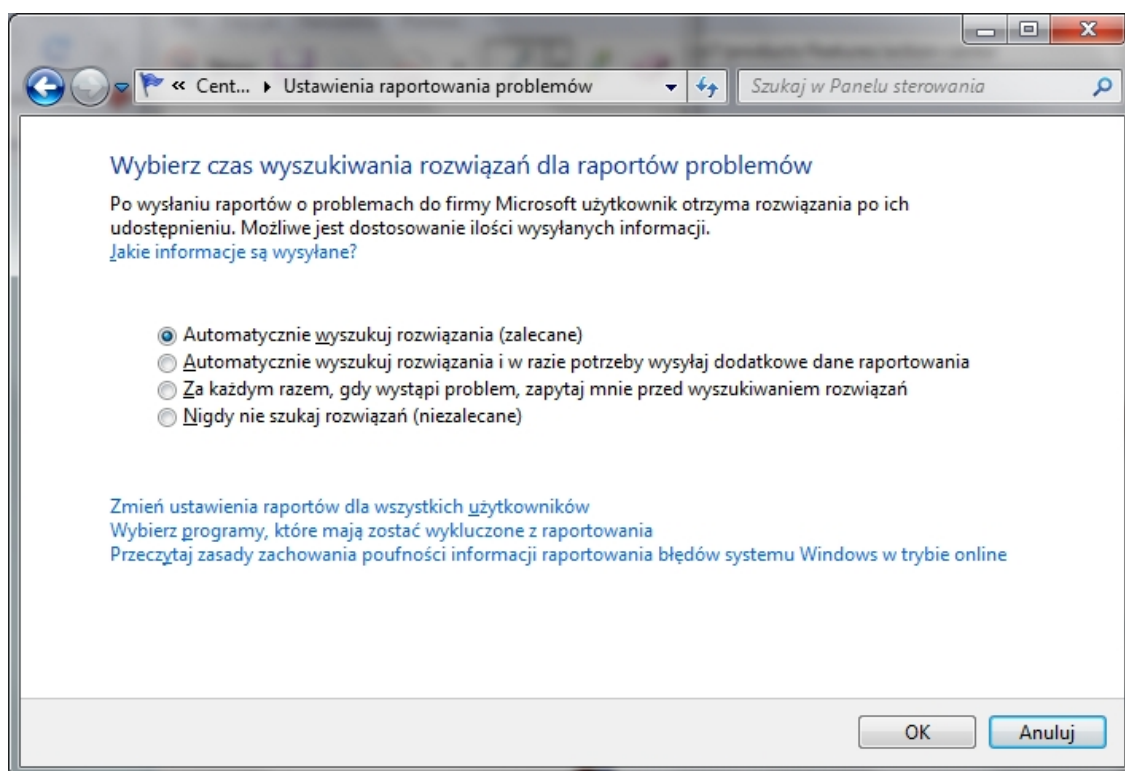 « Cent... ▸ Ustawienia raportowania problemów
Szukaj w Panelu sterowania
Wybierz czas wyszukiwania rozwiązań dla raportów problemów
Po wysłaniu raportów o problemach do firmy Microsoft użytkownik otrzyma rozwiązania po ich
udostępnieniu. Możliwe jest dostosowanie ilości wysyłanych informacji.
Jakie informacje są wysyłane?
Automatycznie wyszukuj rozwiązania (zalecane)
Automatycznie wyszukuj rozwiązania i w razie potrzeby wysyłaj dodatkowe dane raportowania
Za każdym razem, gdy wystąpi problem, zapytaj mnie przed wyszukiwaniem rozwiązań
Nigdy nie szukaj rozwiązań (niezalecane)
Zmień ustawienia raportów dla wszystkich użytkowników
Wybierz programy, które mają zostać wykluczone z raportowania
Przeczytaj zasady zachowania poufności informacji raportowania błędów systemu Windows w trybie online
OK
Anuluj